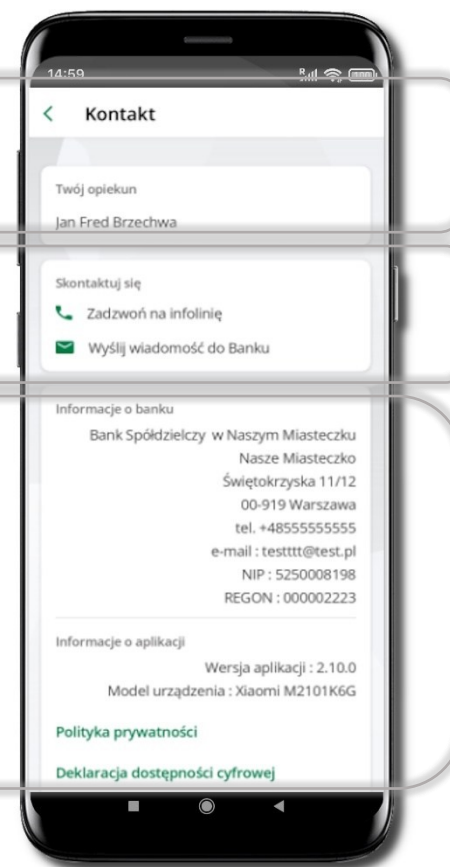 14:59
Kontakt
Twój opiekun
Jan Fred Brzechwa
Skontaktuj się
Zadzwoń na infolinię
Wyślij wiadomość do Banku
Informacje o banku
Bank Spółdzielczy w Naszym Miasteczku
Nasze Miasteczko
Świętokrzyska 11/12
00-919 Warszawa
tel. +48555555555
e-mail : testttt@test.pl
NIP : 5250008198
REGON : 000002223
Informacje o aplikacji
Wersja aplikacji : 2.10.0
Model urządzenia : Xiaomi M2101K6G
Polityka prywatności
Deklaracja dostępności cyfrowej